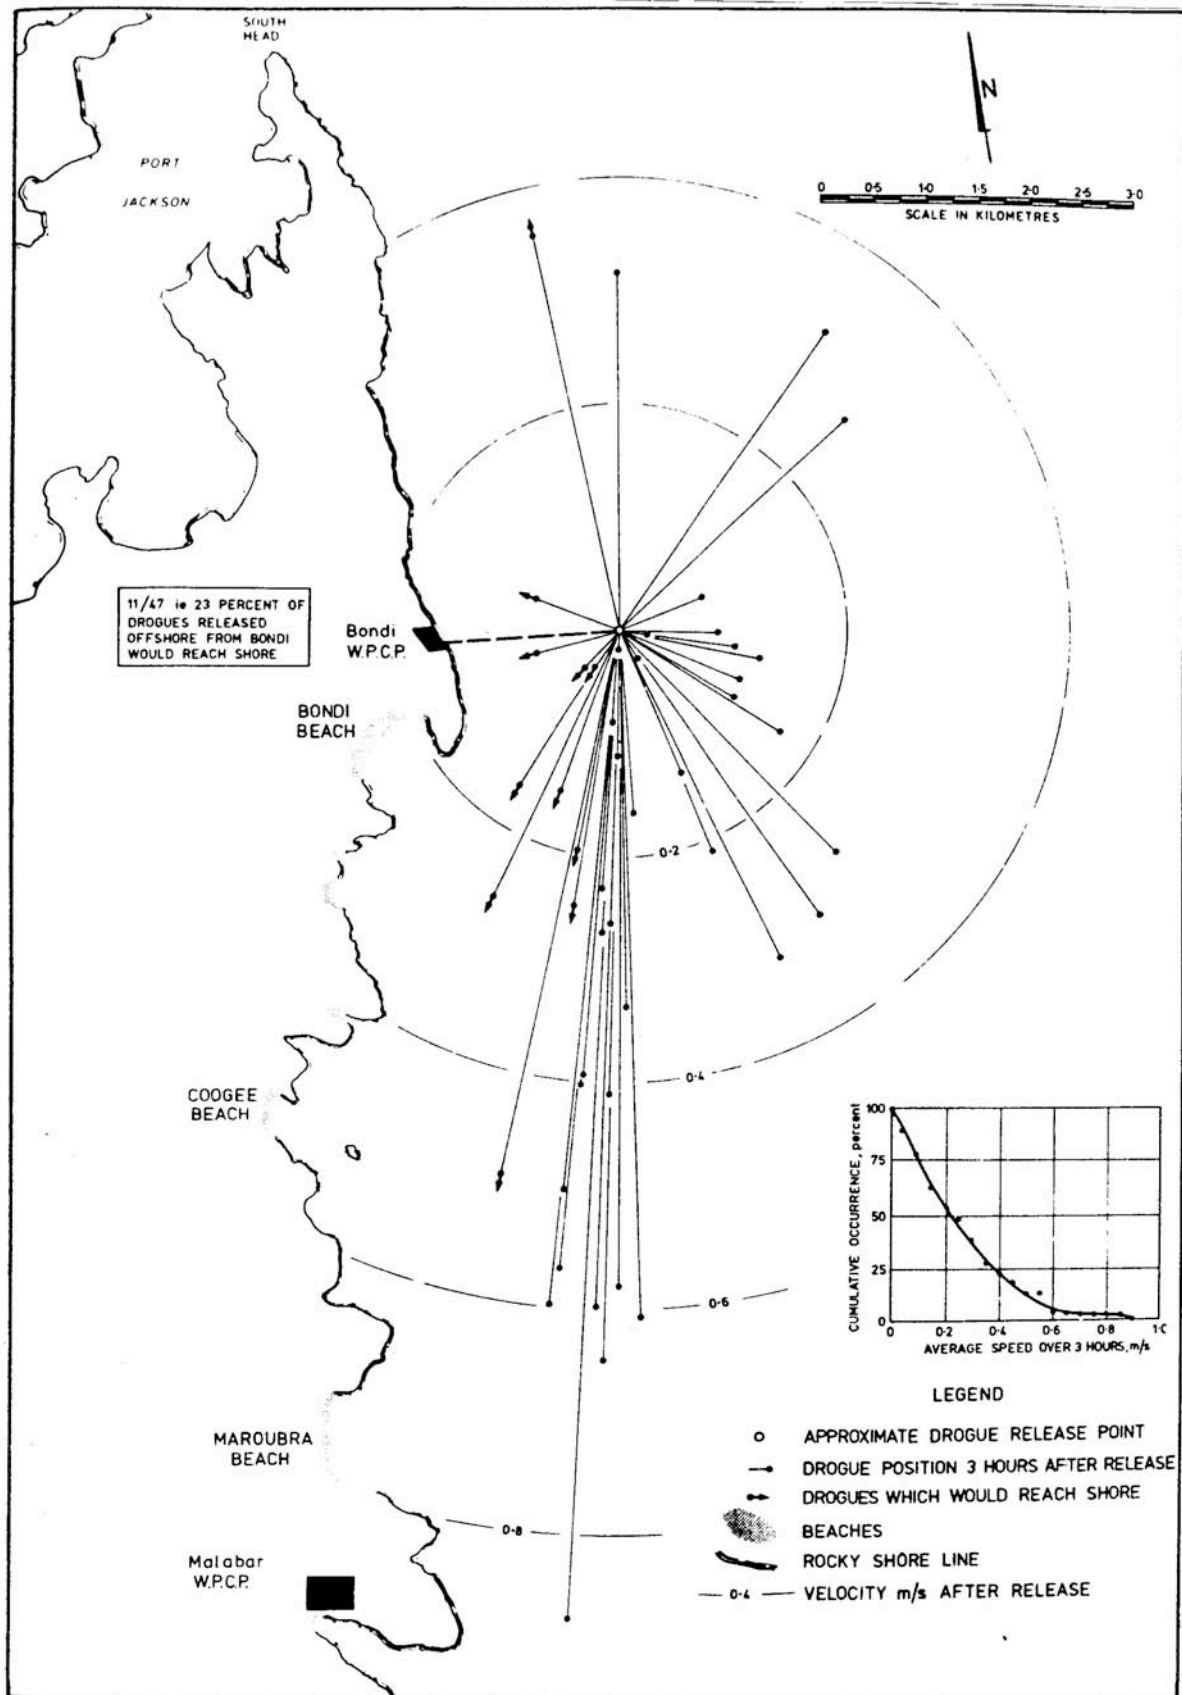 SOUTH
HEAD
N
PORT
JACKSON
0 0·5 1·0 1·5 2·0 2·5 3·0
SCALE IN KILOMETRES
11/47 ie 23 PERCENT OF
DROGUES RELEASED
OFFSHORE FROM BONDI
WOULD REACH SHORE
Bondi
W.P.C.P.
BONDI
BEACH
0·2
0·4
COOGEE
BEACH
0·6
MAROUBRA
BEACH
0·8
Malabar
W.P.C.P.
CUMULATIVE OCCURRENCE, percent
100
75
50
25
0
0 0·2 0·4 0·6 0·8 1·0
AVERAGE SPEED OVER 3 HOURS, m/s
LEGEND
APPROXIMATE DROGUE RELEASE POINT
DROGUE POSITION 3 HOURS AFTER RELEASE
DROGUES WHICH WOULD REACH SHORE
BEACHES
ROCKY SHORE LINE
0·4 VELOCITY m/s AFTER RELEASE